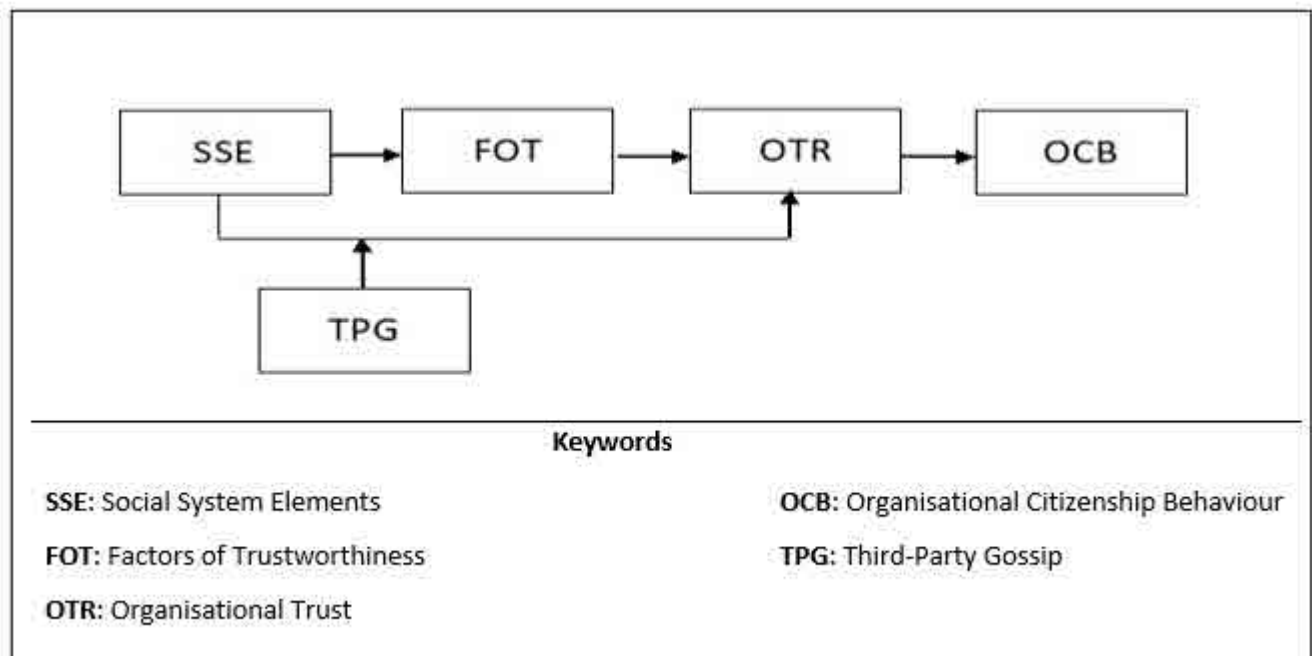 SSE
FOT
OTR
OCB
TPG
Keywords
SSE: Social System Elements
OCB: Organisational Citizenship Behaviour
FOT: Factors of Trustworthiness
TPG: Third-Party Gossip
OTR: Organisational Trust